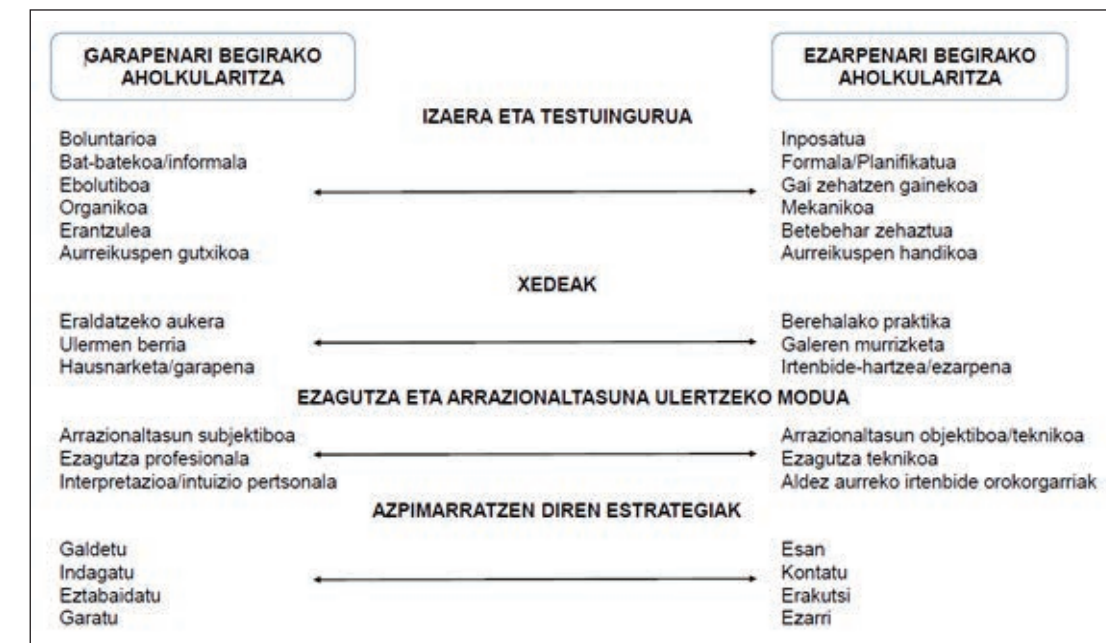 GARAPENARI BEGIRAKO
AHOLKULARITZA
EZARPENARI BEGIRAKO
AHOLKULARITZA
IZAERA ETA TESTUINGURUA
Boluntarioa
Bat-batekoa/informala
Ebolutiboa
Organikoa
Erantzulea
Aurreikuspen gutxikoa
Inposatua
Formala/Planifikatua
Gai zehatzen gainekoa
Mekanikoa
Betebehar zehaztua
Aurreikuspen handikoa
XEDEAK
Eraldatzeko aukera
Ulermen berria
Hausnarketa/garapena
Berehalako praktika
Galeren murrizketa
Irtenbide-hartzea/ezarpena
EZAGUTZA ETA ARRAZIONALTASUNA ULERTZEKO MODUA
Arrazionaltasun subjektiboa
Ezagutza profesionala
Interpretazioa/intuizio pertsonala
Arrazionaltasun objektiboa/teknikoa
Ezagutza teknikoa
Aldez aurreko irtenbide orokorgarriak
AZPIMARRATZEN DIREN ESTRATEGIAK
Galdetu
Indagatu
Eztabaidatu
Garatu
Esan
Kontatu
Erakutsi
Ezarri